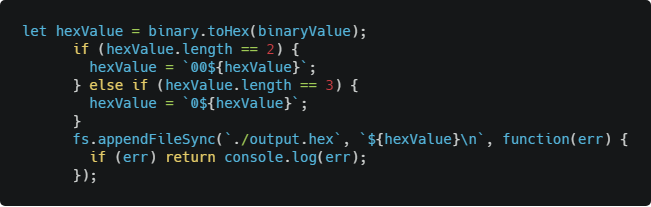 let hexValue = binary.toHex(binaryValue);
if (hexValue.length == 2) {
hexValue = `00${hexValue}`;
} else if (hexValue.length == 3) {
hexValue = `0${hexValue}`;
}
fs.appendFileSync(`./output.hex`, `${hexValue}\n`, function(err) {
if (err) return console.log(err);
});